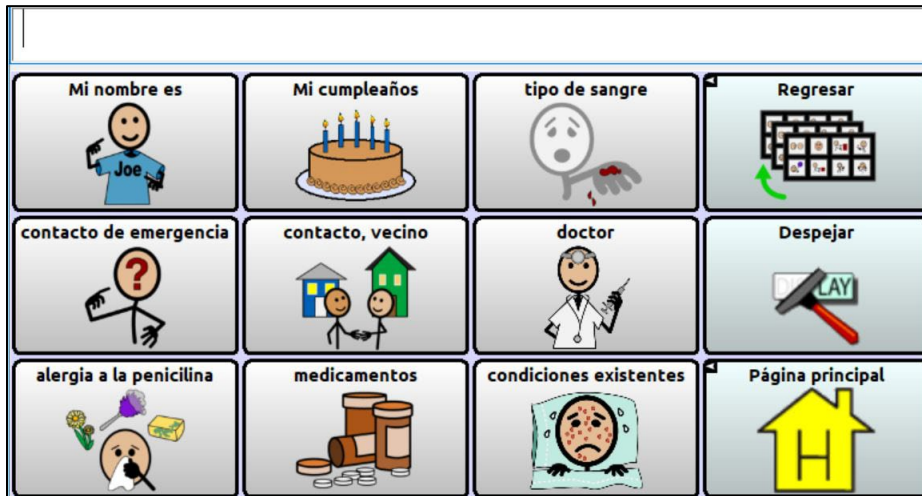 Mi nombre es
Mi cumpleaños
tipo de sangre
Regresar
Joe
contacto de emergencia
contacto, vecino
doctor
Despejar
?
DISPLAY
alergia a la penicilina
medicamentos
condiciones existentes
Página principal
H